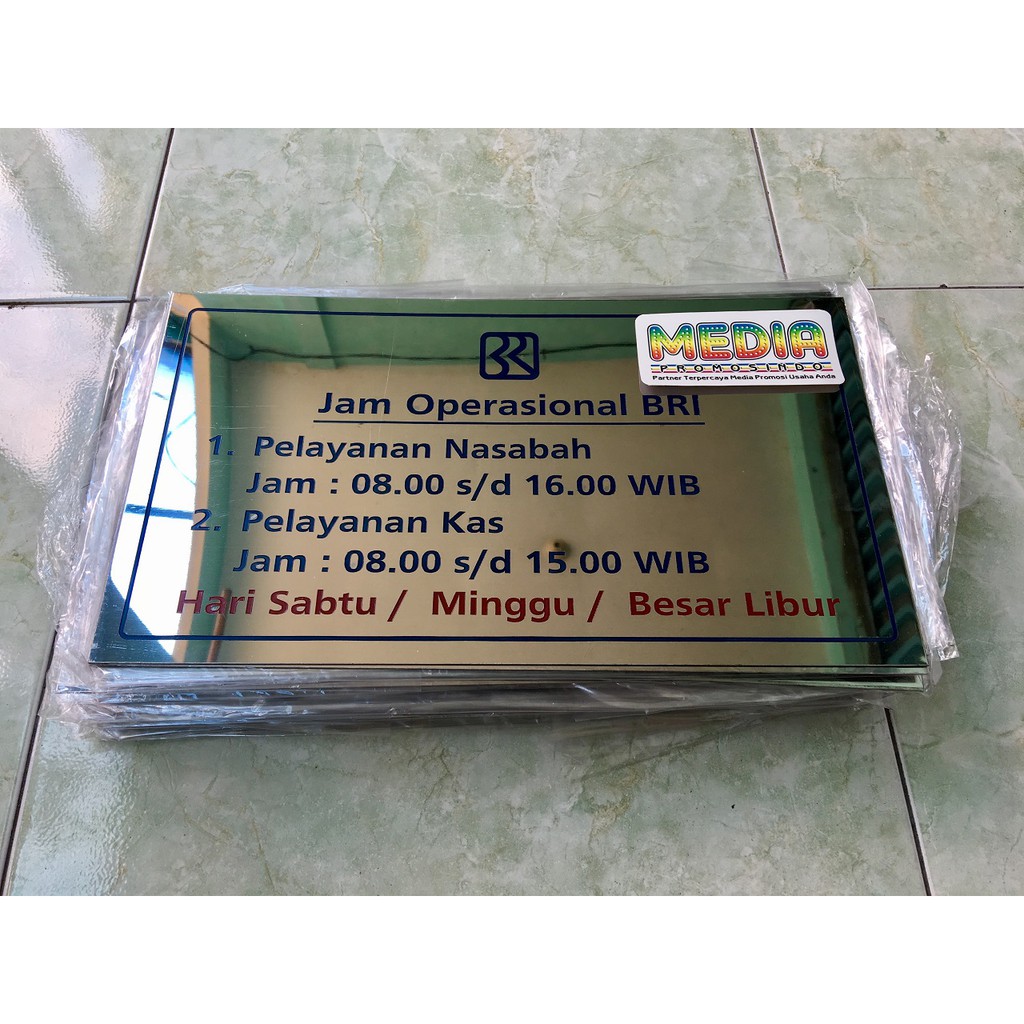 MEDIA
PROMOSINDO
Partner Terpercaya Media Promosi Usaha Anda
BRI
Jam Operasional BRI
1. Pelayanan Nasabah
Jam : 08.00 s/d 16.00 WIB
2. Pelayanan Kas
Jam : 08.00 s/d 15.00 WIB
Hari Sabtu / Minggu / Besar Libur